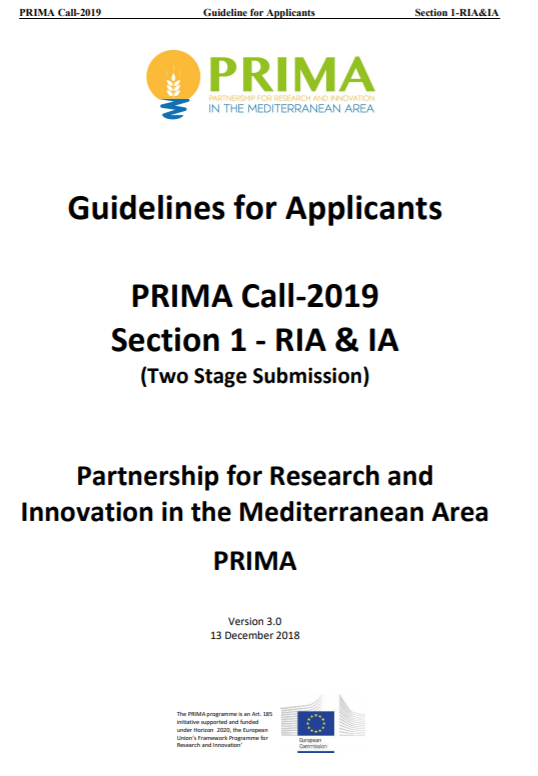 PRIMA Call-2019 Guideline for Applicants Section 1-RIA&IA
PRIMA
PARTNERSHIP FOR RESEARCH AND INNOVATION
IN THE MEDITERRANEAN AREA
Guidelines for Applicants
PRIMA Call-2019
Section 1 - RIA & IA
(Two Stage Submission)
Partnership for Research and
Innovation in the Mediterranean Area
PRIMA
Version 3.0
13 December 2018
The PRIMA programme is an Art. 185
initiative supported and funded
under Horizon 2020, the European
Union's Framework Programme for
Research and Innovation'
European
Commission